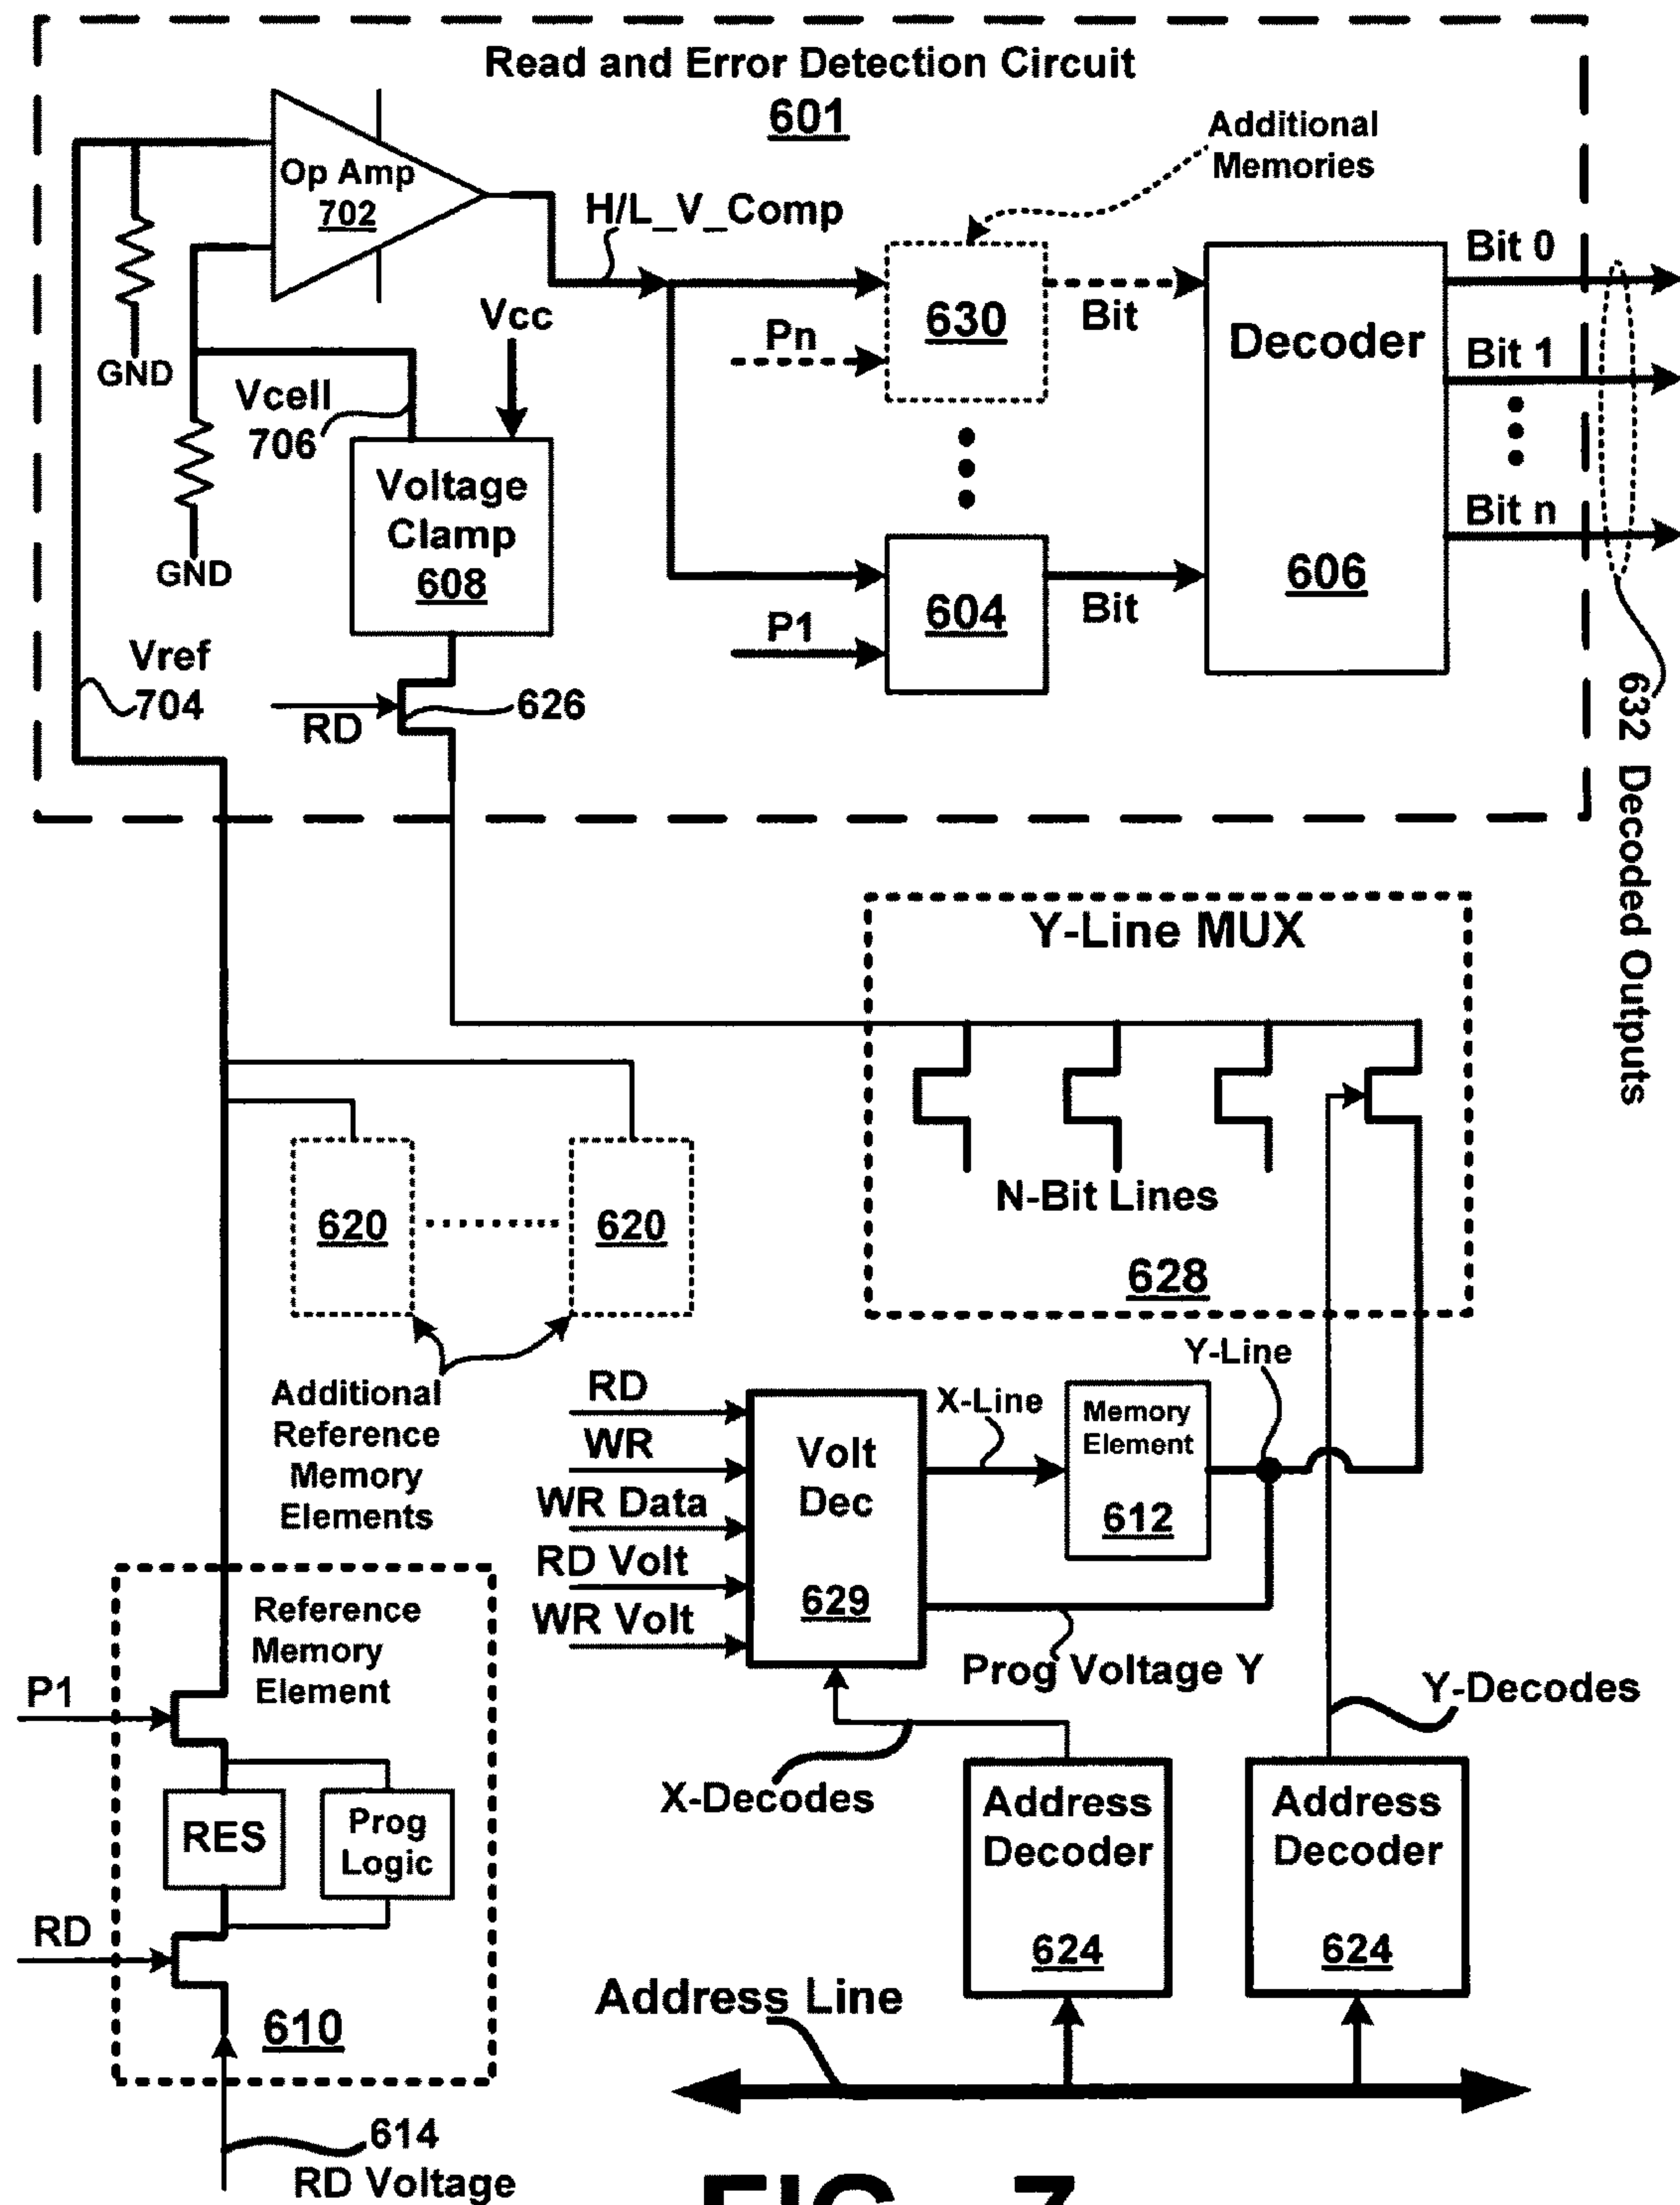 Read and Error Detection Circuit
601
Additional
Memories
Op Amp
702
H/L_V_Comp
Vcc
GND
Vcell
706
Voltage
Clamp
608
GND
Pn
630
Bit
Decoder
606
Bit 0
Bit 1
Bit n
P1
604
Bit
Vref
704
RD
626
632 Decoded Outputs
Y-Line MUX
N-Bit Lines
628
620
620
Additional
Reference
Memory
Elements
RD
WR
WR Data
RD Volt
WR Volt
Volt
Dec
629
X-Line
Memory
Element
612
Y-Line
Prog Voltage Y
Y-Decodes
X-Decodes
Reference
Memory
Element
P1
RES
Prog
Logic
RD
610
Address
Decoder
624
Address
Decoder
624
Address Line
614
RD Voltage
FIG. 7